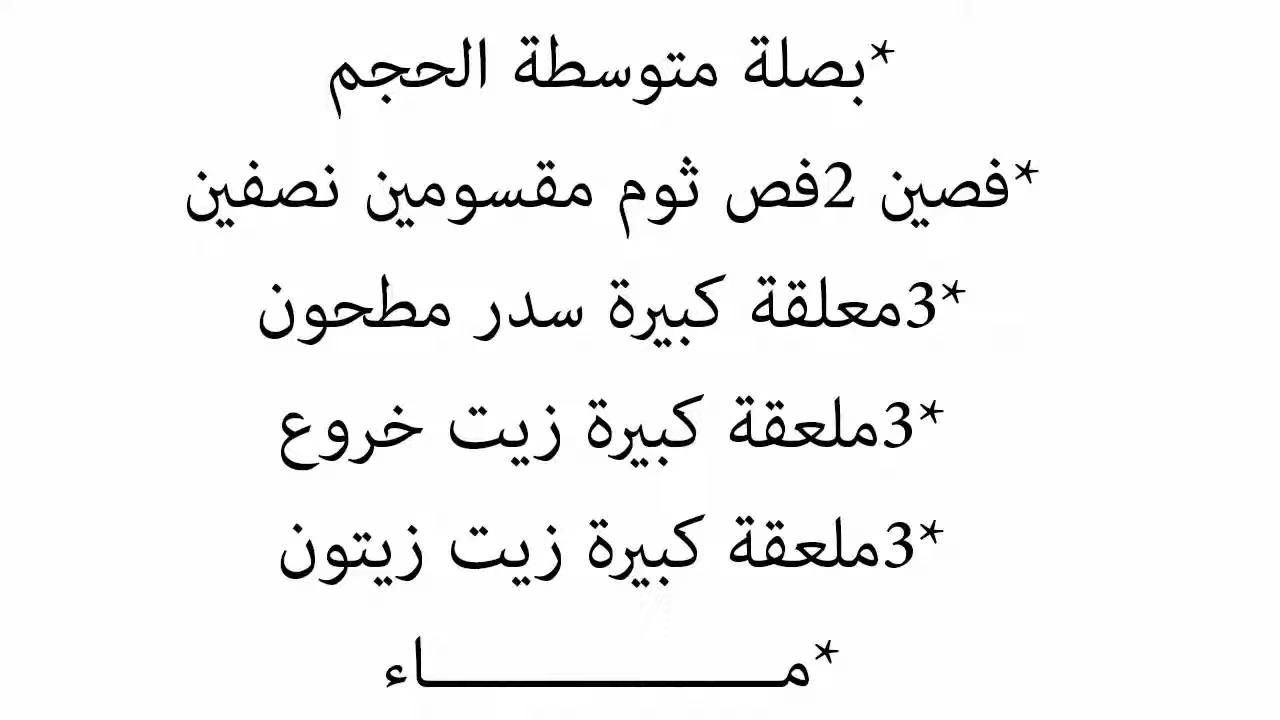 *بصلة متوسطة الحجم
*فصين 2فص ثوم مقسومين نصفين
*3معلقة كبيرة سدر مطحون
*3ملعقة كبيرة زيت خروع
*3ملعقة كبيرة زيت زيتون
*مـــــــــــــــــاء